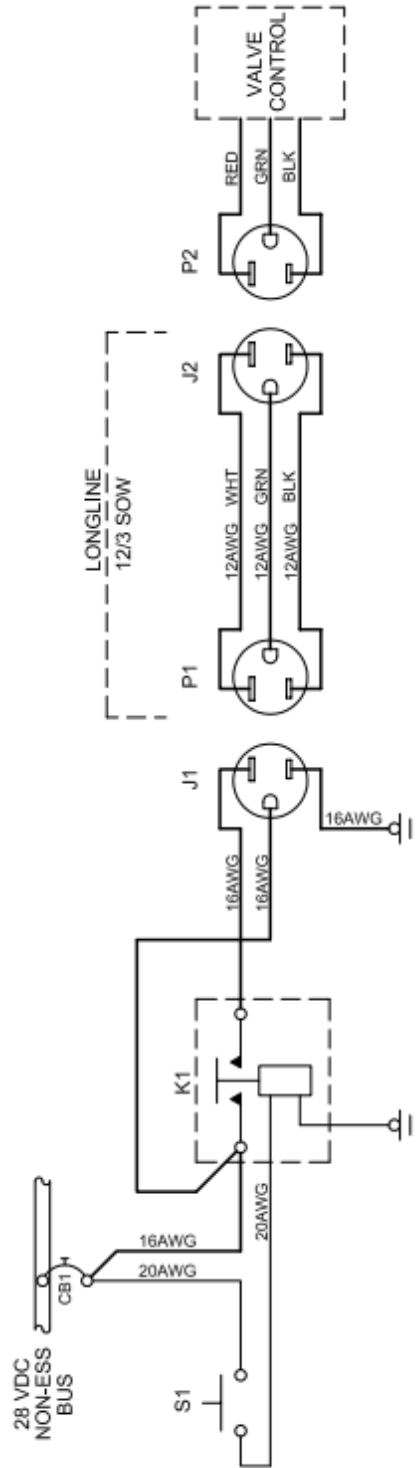 28 VDC
NON-ESS
BUS
CB1
S1
16AWG
20AWG
20AWG
K1
16AWG
16AWG
16AWG
J1
P1
LONGLINE
12/3 SOW
12AWG WHT
12AWG GRN
12AWG BLK
J2
P2
RED
GRN
BLK
VALVE
CONTROL